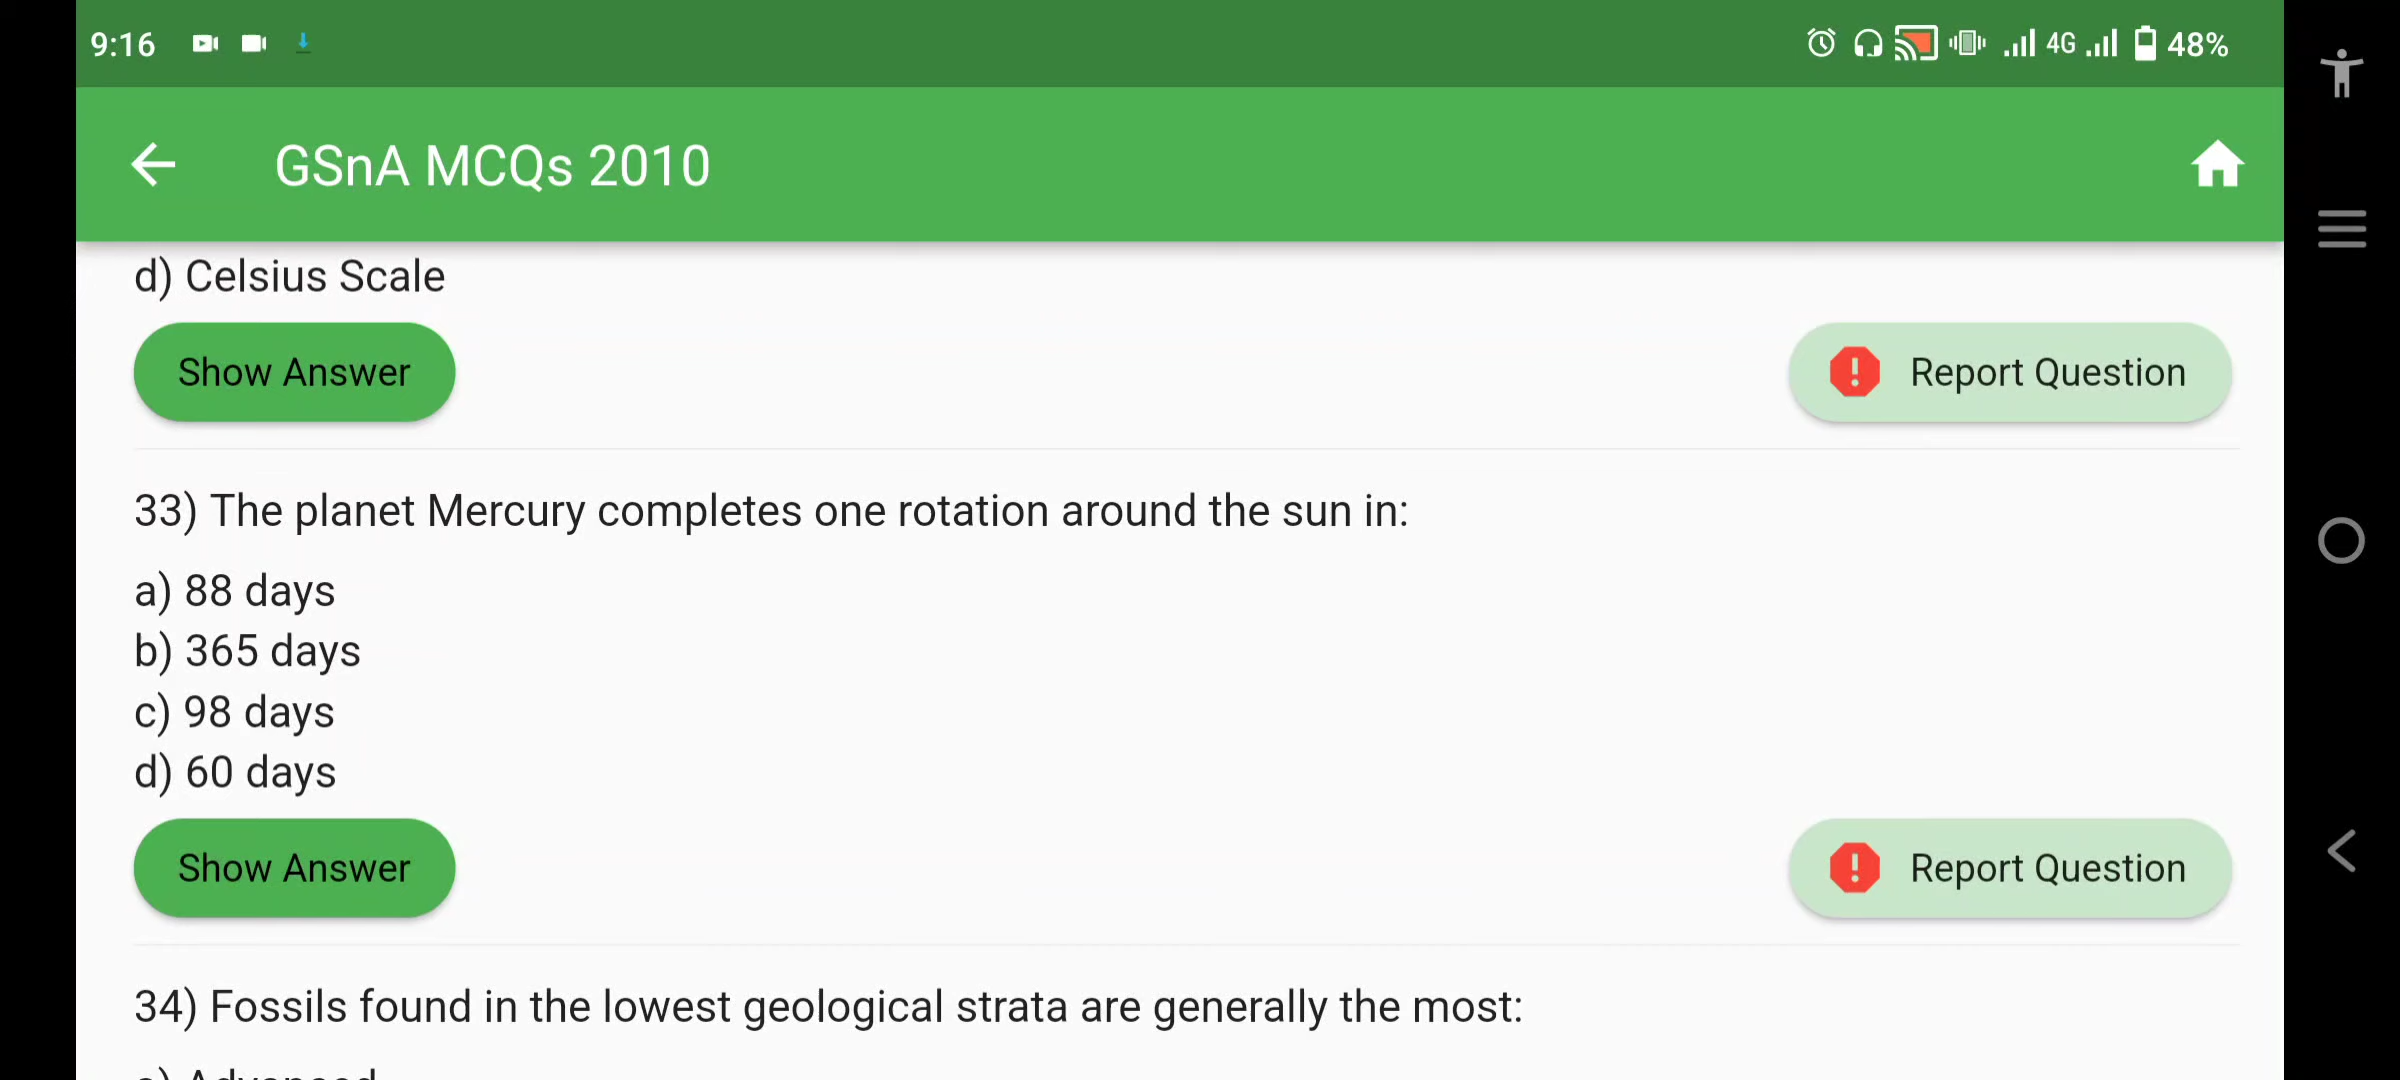 9:16
4G 48%
GSnA MCQs 2010
d) Celsius Scale
Show Answer
Report Question
33) The planet Mercury completes one rotation around the sun in:
a) 88 days
b) 365 days
c) 98 days
d) 60 days
Show Answer
Report Question
34) Fossils found in the lowest geological strata are generally the most:
a) Advanced